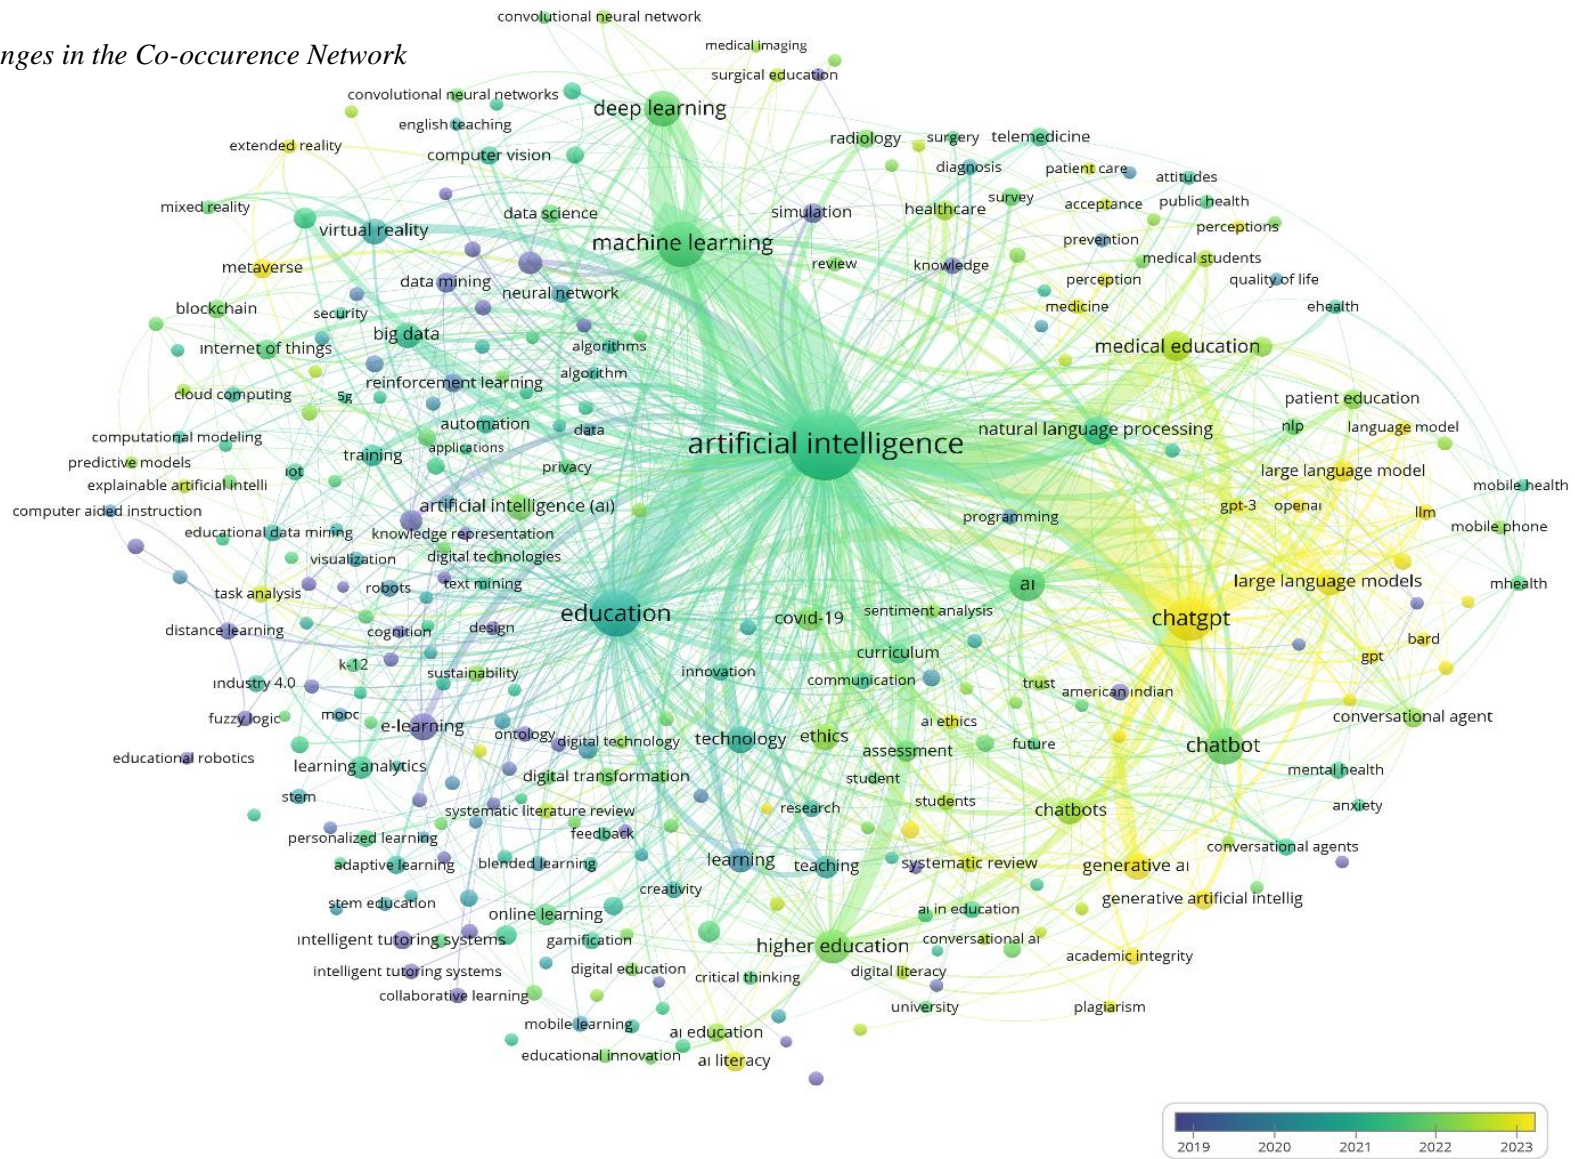 convolutional neural network
nges in the Co-occurence Network
medical imaging
surgical education
convolutional neural networks
deep learning
english teaching
radiology
surgery
telemedicine
extended reality
computer vision
diagnosis
patient care
attitudes
mixed reality
data science
simulation
healthcare
survey
acceptance
public health
virtual reality
perceptions
machine learning
prevention
metaverse
review
knowledge
medical students
data mining
neural network
perception
quality of life
blockchain
security
medicine
ehealth
big data
internet of things
algorithms
medical education
reinforcement learning
algorithm
cloud computing
5g
patient education
automation
data
artificial intelligence
natural language processing
nlp
language model
computational modeling
applications
training
predictive models
iot
privacy
large language model
explainable artificial intelli
mobile health
artificial intelligence (ai)
gpt-3
openai
llm
computer aided instruction
programming
mobile phone
educational data mining
knowledge representation
visualization
digital technologies
task analysis
robots
text mining
ai
large language models
mhealth
education
covid-19
sentiment analysis
chatgpt
distance learning
cognition
design
bard
k-12
sustainability
innovation
curriculum
gpt
industry 4.0
communication
trust
american indian
fuzzy logic
mooc
e-learning
ai ethics
conversational agent
ontology
digital technology
technology
ethics
assessment
future
chatbot
educational robotics
learning analytics
digital transformation
student
mental health
stem
systematic literature review
research
students
chatbots
anxiety
personalized learning
feedback
conversational agents
adaptive learning
blended learning
learning
teaching
systematic review
generative ai
creativity
stem education
online learning
ai in education
generative artificial intellig
intelligent tutoring systems
gamification
higher education
conversational ai
intelligent tutoring systems
digital education
critical thinking
digital literacy
academic integrity
collaborative learning
university
plagiarism
mobile learning
ai education
educational innovation
ai literacy
2019
2020
2021
2022
2023